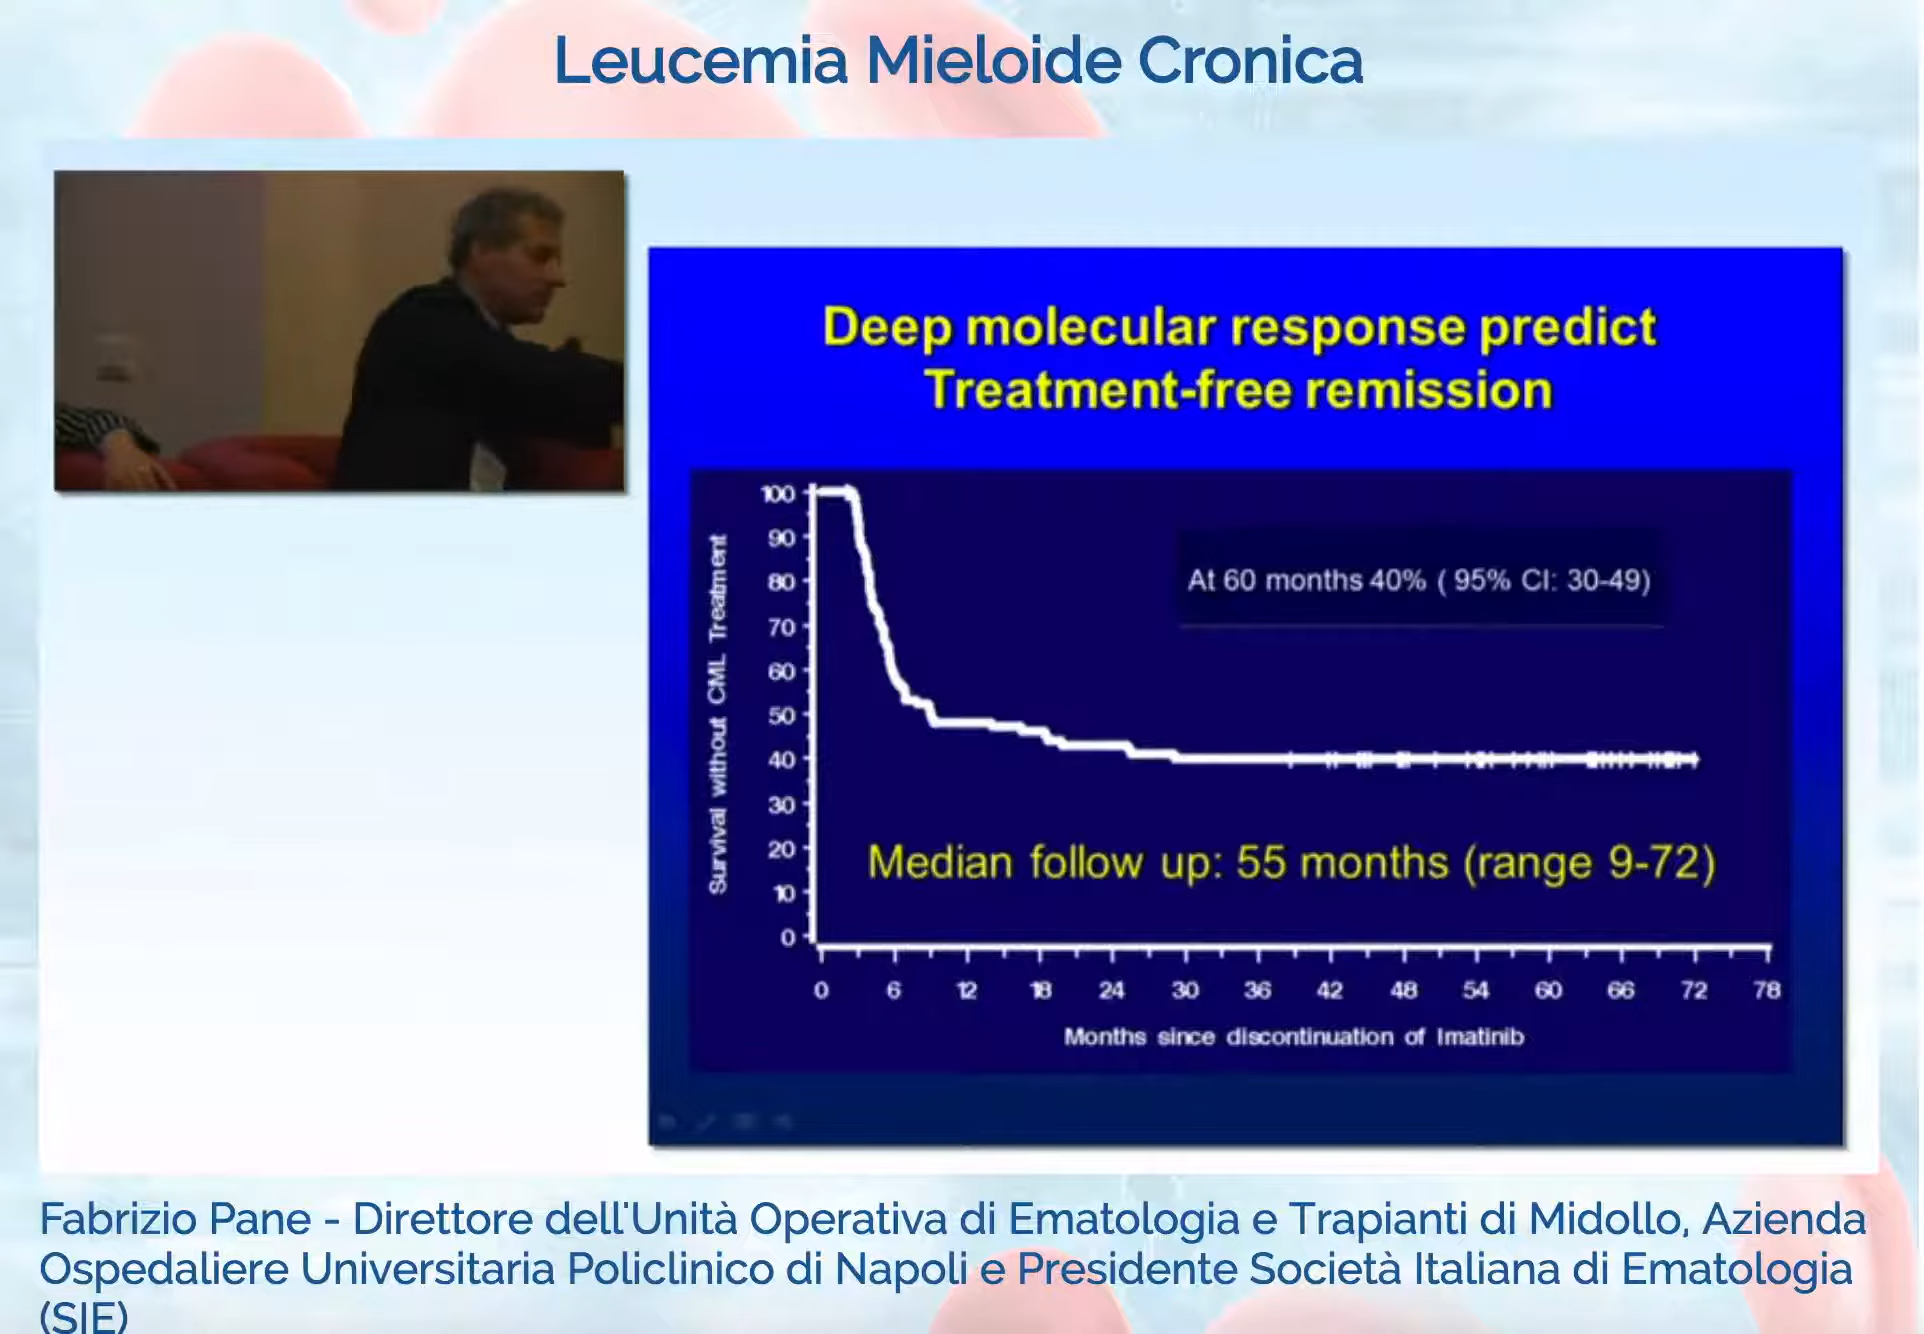 Leucemia Mieloide Cronica
Deep molecular response predict
Treatment-free remission
Survival without CML Treatment
100
90
80
70
60
50
40
30
20
10
0
At 60 months 40% ( 95% CI: 30-49)
Median follow up: 55 months (range 9-72)
0 6 12 18 24 30 36 42 48 54 60 66 72 78
Months since discontinuation of Imatinib
Fabrizio Pane - Direttore dell'Unità Operativa di Ematologia e Trapianti di Midollo, Azienda
Ospedaliere Universitaria Policlinico di Napoli e Presidente Società Italiana di Ematologia
(SIE)